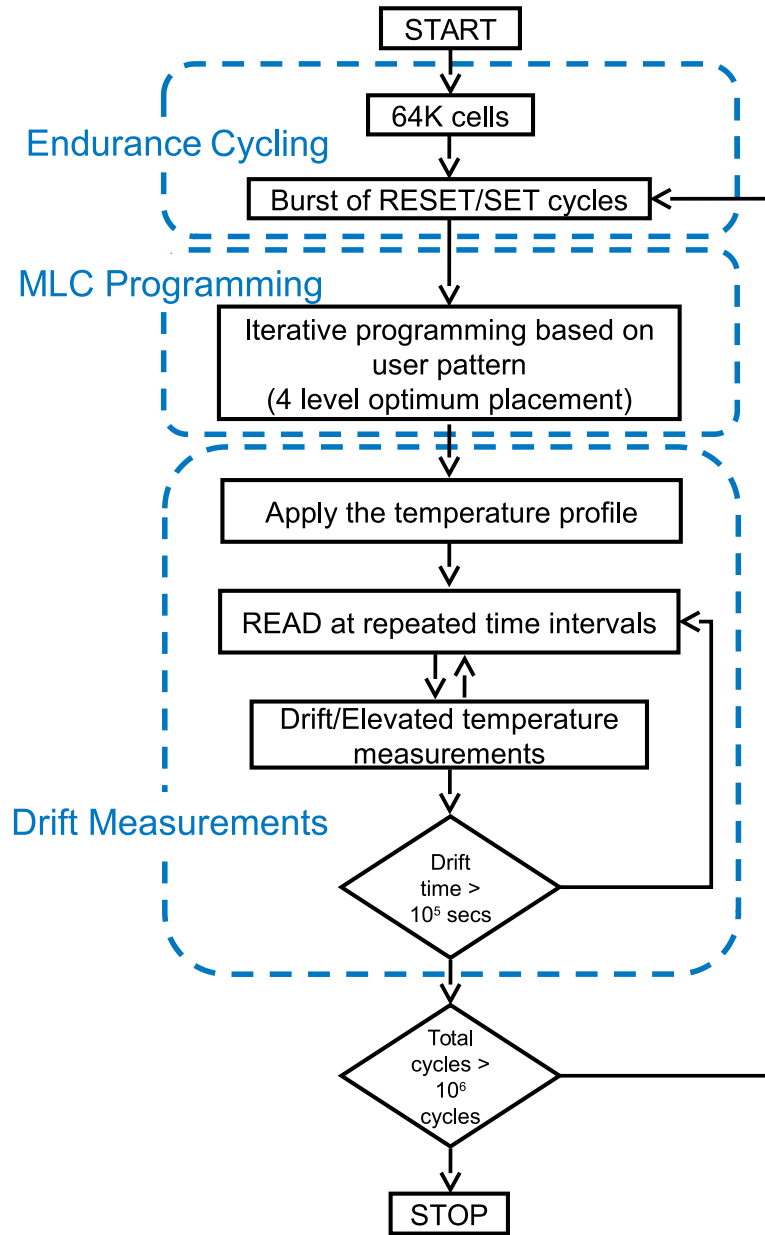 START
64K cells
Endurance Cycling
Burst of RESET/SET cycles
MLC Programming
Iterative programming based on
user pattern
(4 level optimum placement)
Apply the temperature profile
READ at repeated time intervals
Drift/Elevated temperature
measurements
Drift Measurements
Drift
time >
10⁵ secs
Total
cycles >
10⁶
cycles
STOP